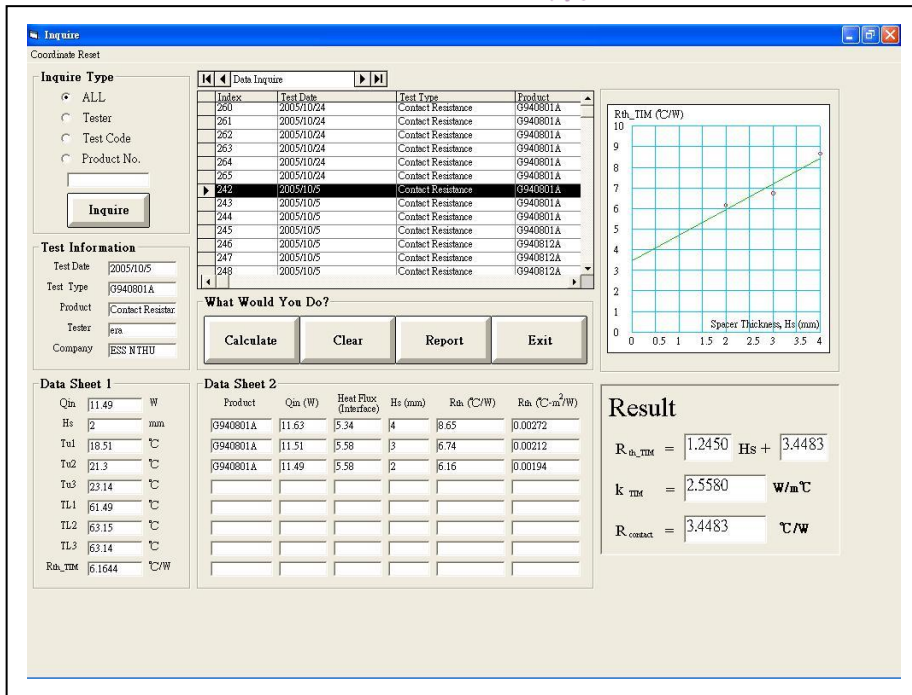 Inquire
Coordinate Reset
Inquire Type
ALL
Tester
Test Code
Product No.
Inquire
Data Inquire
Index Test Date Test Type Product
260 2005/10/24 Contact Resistance G940801A
261 2005/10/24 Contact Resistance G940801A
262 2005/10/24 Contact Resistance G940801A
263 2005/10/24 Contact Resistance G940801A
264 2005/10/24 Contact Resistance G940801A
265 2005/10/24 Contact Resistance G940801A
242 2005/10/5 Contact Resistance G940801A
243 2005/10/5 Contact Resistance G940801A
244 2005/10/5 Contact Resistance G940801A
245 2005/10/5 Contact Resistance G940801A
246 2005/10/5 Contact Resistance G940812A
247 2005/10/5 Contact Resistance G940812A
248 2005/10/5 Contact Resistance G940812A
Test Information
Test Date 2005/10/5
Test Type G940801A
Product Contact Resistan
Tester era
Company ESS NTHU
What Would You Do?
Calculate Clear Report Exit
Rth_TIM (℃/W)
10
9
8
7
6
5
4
3
2
1
0
Spacer Thickness, Hs (mm)
0 0.5 1 1.5 2 2.5 3 3.5 4
Data Sheet 1
Qin 11.49 W
Hs 2 mm
Tu1 18.51 ℃
Tu2 21.3 ℃
Tu3 23.14 ℃
TL1 61.49 ℃
TL2 63.15 ℃
TL3 63.14 ℃
Rth_TIM 6.1644 ℃/W
Data Sheet 2
Product Qin (W) Heat Flux (Interface) Hs (mm) Rth (℃/W) Rth (℃-m²/W)
G940801A 11.63 5.34 4 8.65 0.00272
G940801A 11.51 5.58 3 6.74 0.00212
G940801A 11.49 5.58 2 6.16 0.00194
Result
R th_TIM = 1.2450 Hs + 3.4483
k TIM = 2.5580 W/m℃
R contact = 3.4483 ℃/W